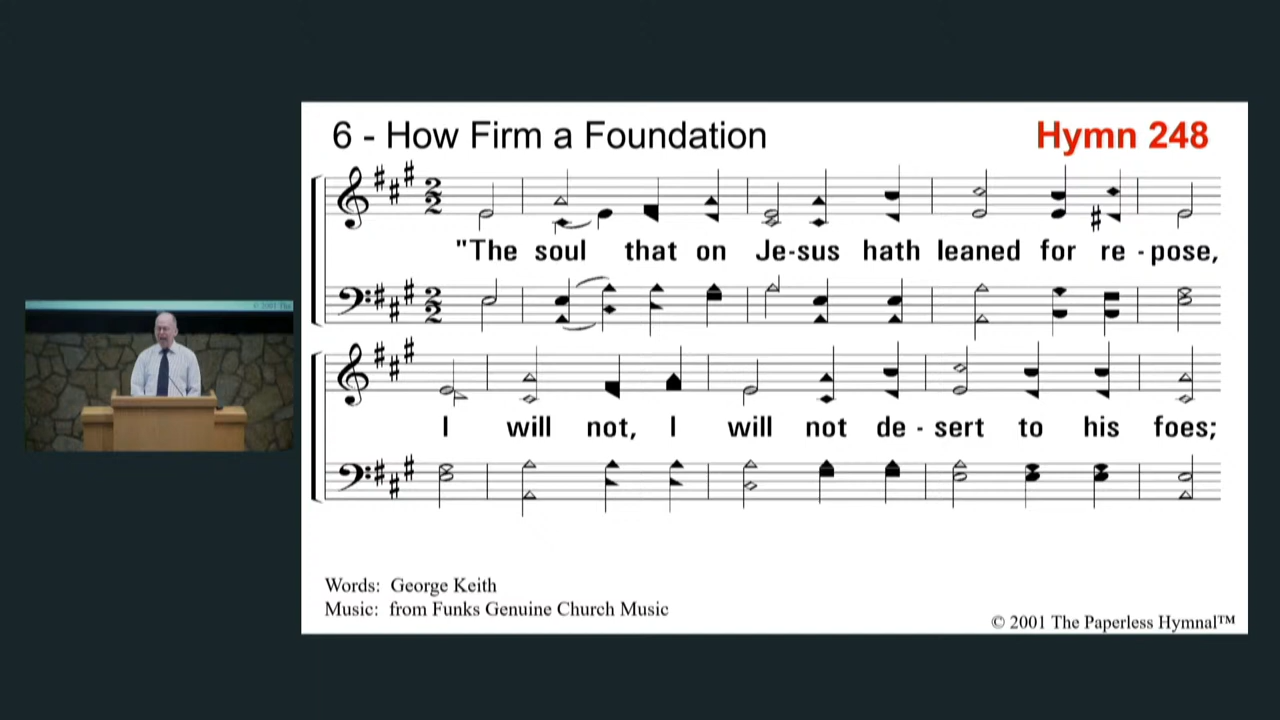 6 - How Firm a Foundation
Hymn 248
"The soul that on Je-sus hath leaned for re - pose,
I will not, I will not de - sert to his foes;
Words: George Keith
Music: from Funks Genuine Church Music
© 2001 The Paperless Hymnal™
© 2001 The